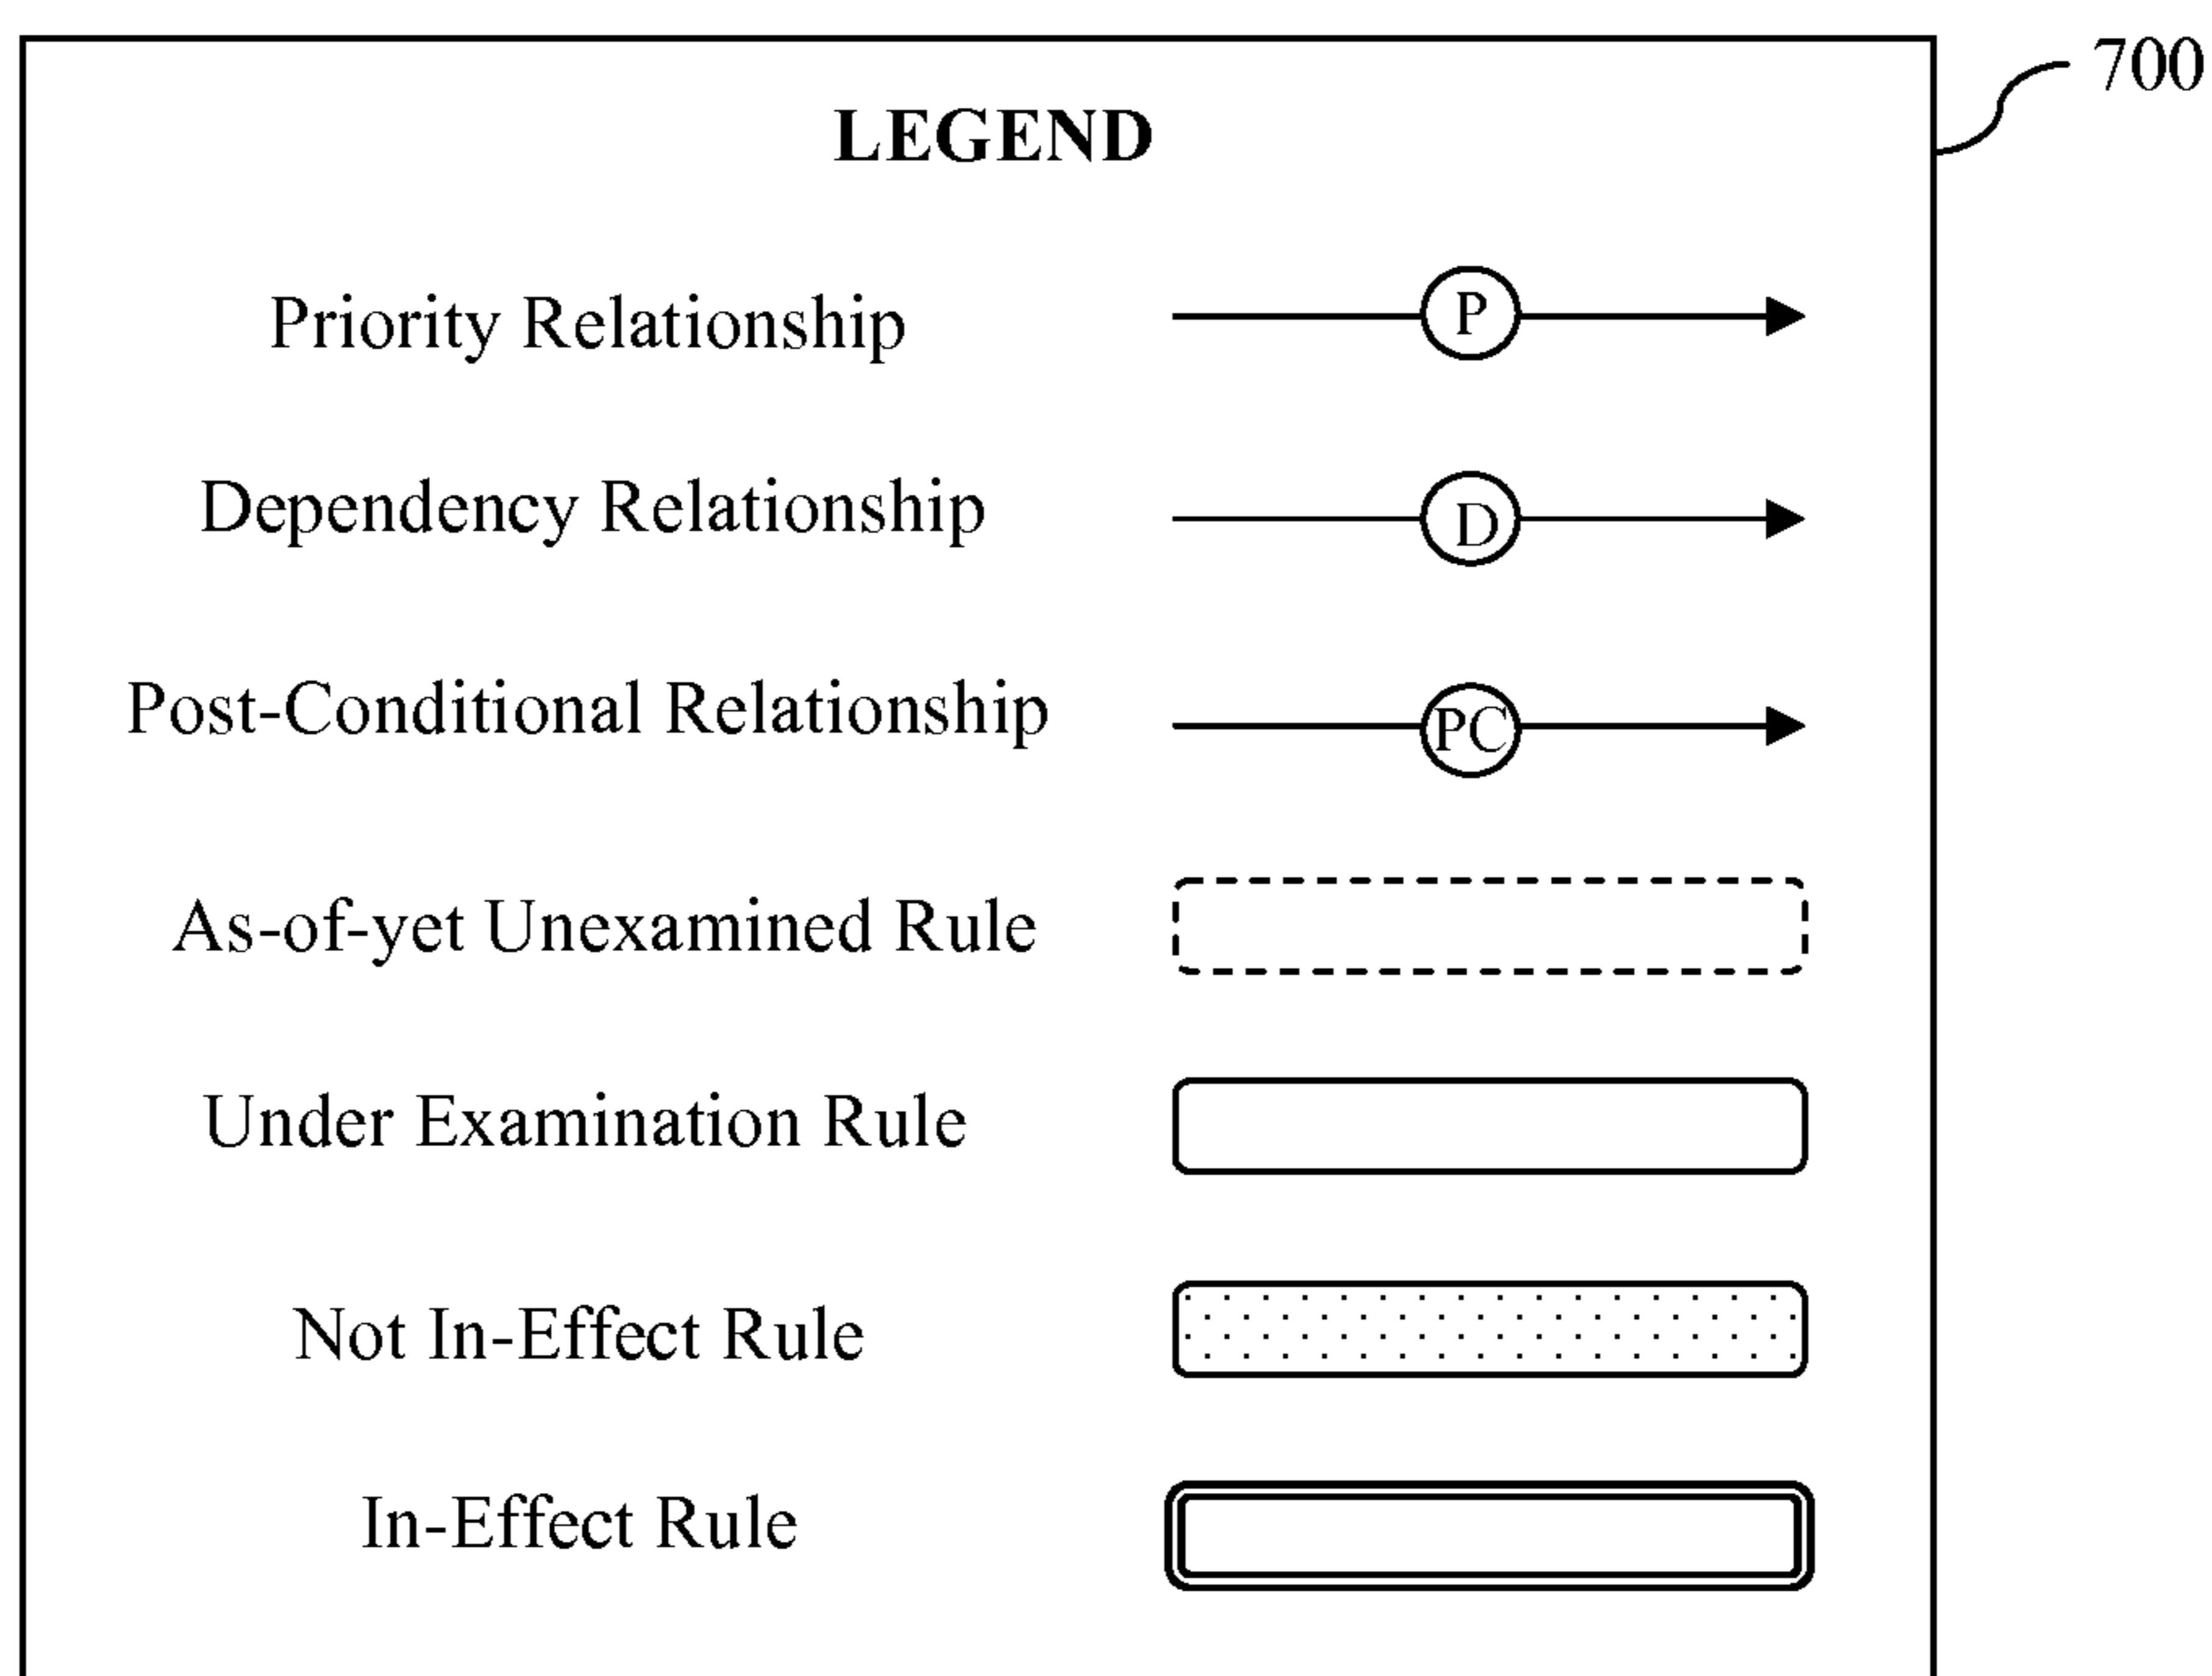 700
LEGEND
Priority Relationship P
Dependency Relationship D
Post-Conditional Relationship PC
As-of-yet Unexamined Rule
Under Examination Rule
Not In-Effect Rule
In-Effect Rule